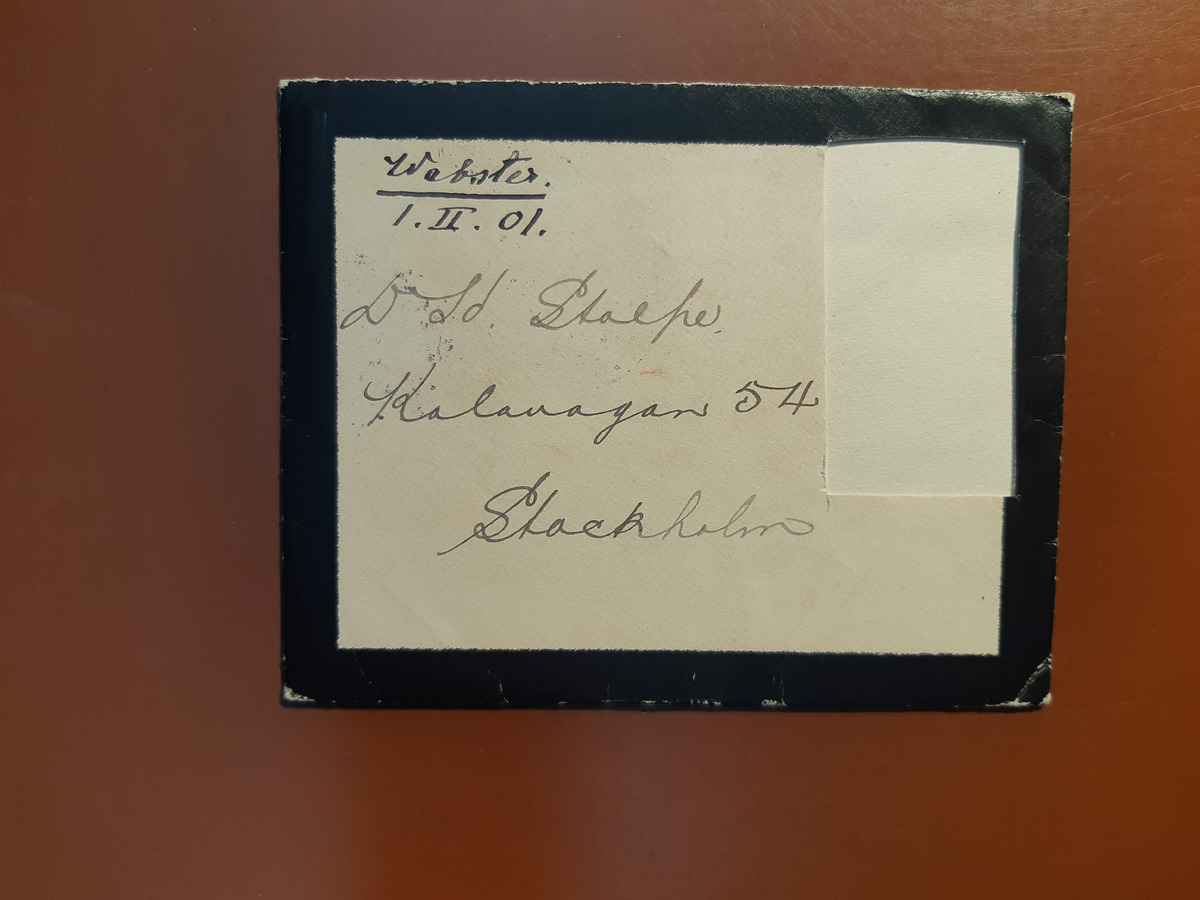 Webster.
1. II. 01.
Dr Sd. Stolpe
Kalavagan 54
Stockholm